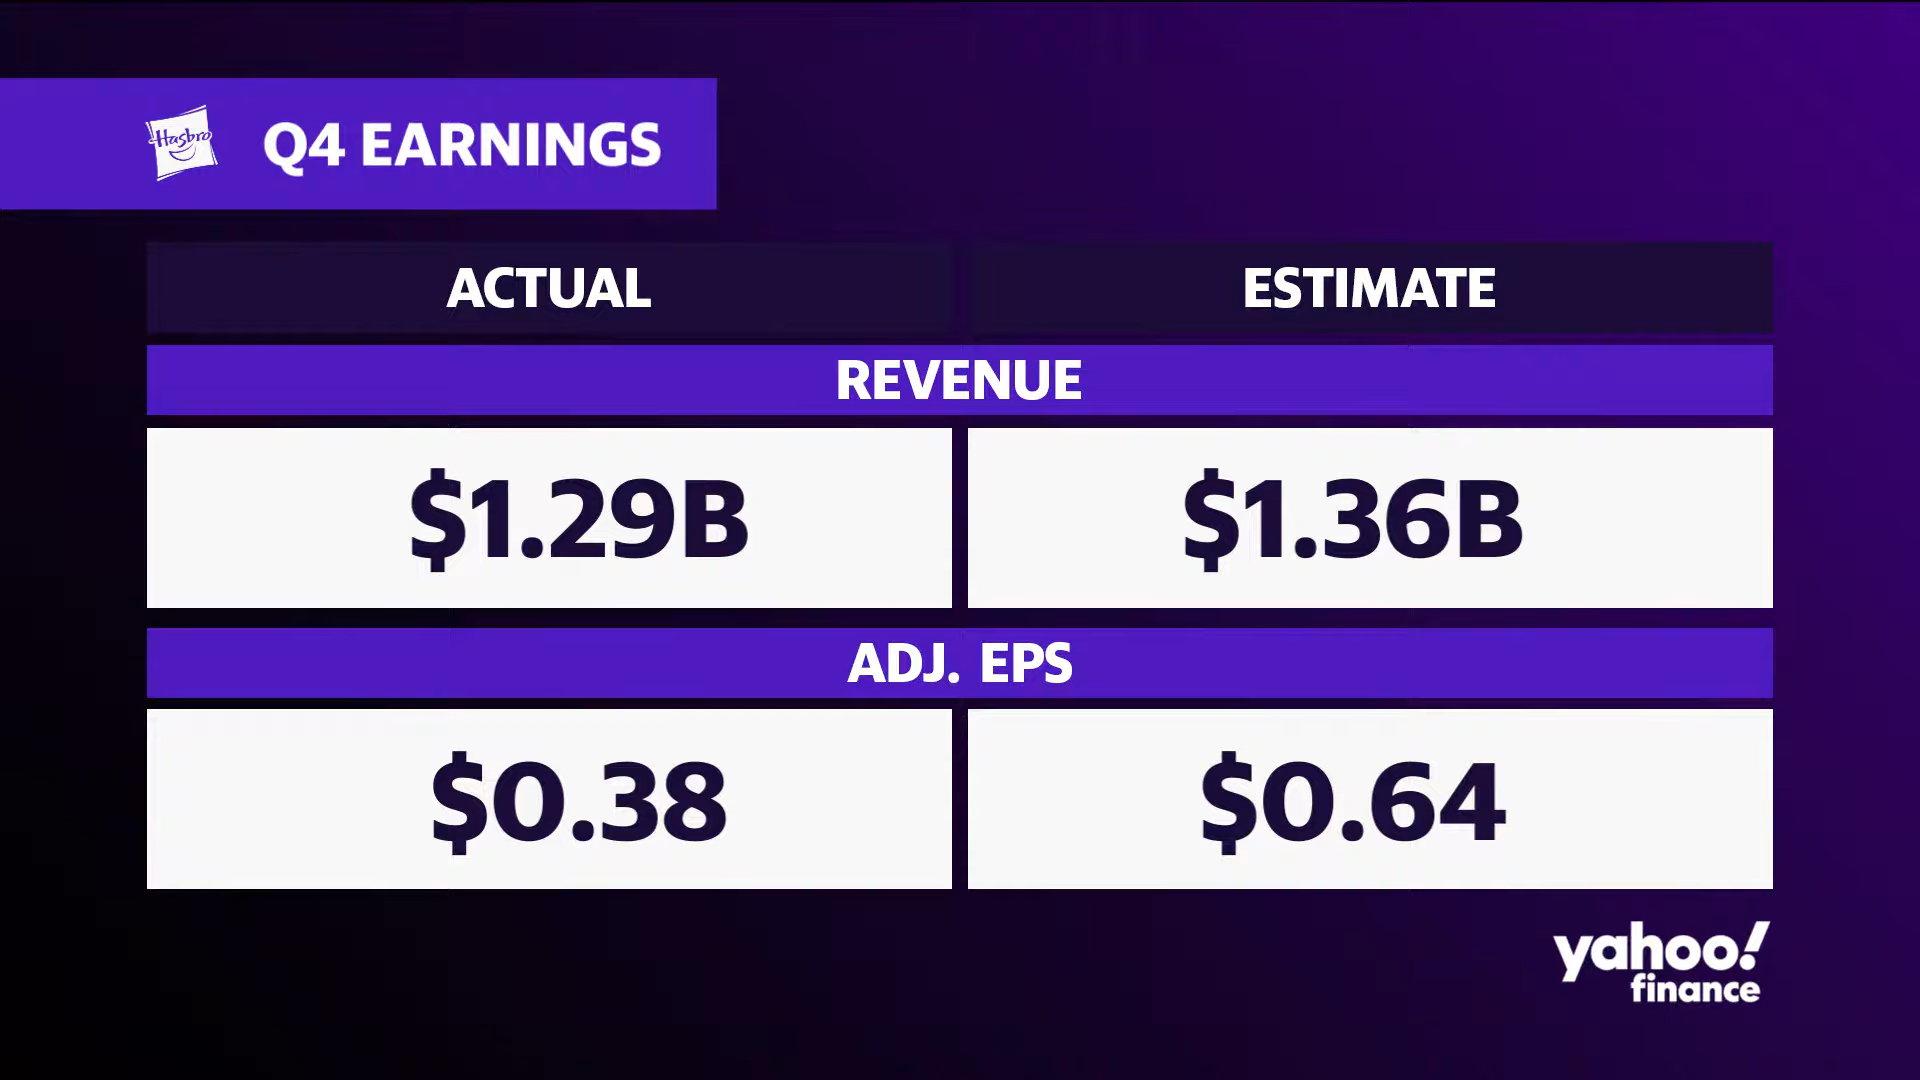 Hasbro
Q4 EARNINGS
ACTUAL
ESTIMATE
REVENUE
$1.29B
$1.36B
ADJ. EPS
$0.38
$0.64
yahoo!
finance